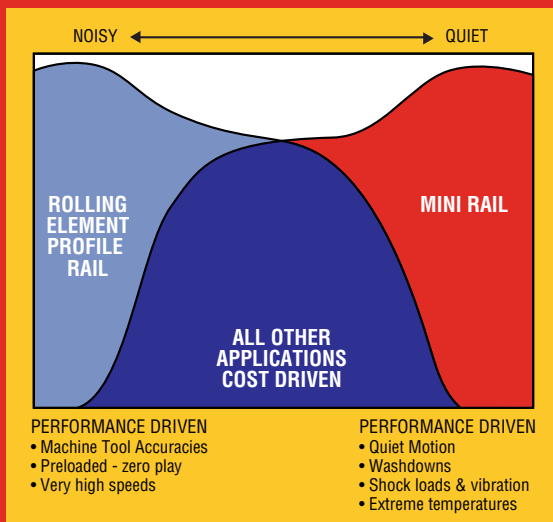 NOISY QUIET
ROLLING
ELEMENT
PROFILE
RAIL
MINI RAIL
ALL OTHER
APPLICATIONS
COST DRIVEN
PERFORMANCE DRIVEN
• Machine Tool Accuracies
• Preloaded - zero play
• Very high speeds
PERFORMANCE DRIVEN
• Quiet Motion
• Washdowns
• Shock loads & vibration
• Extreme temperatures